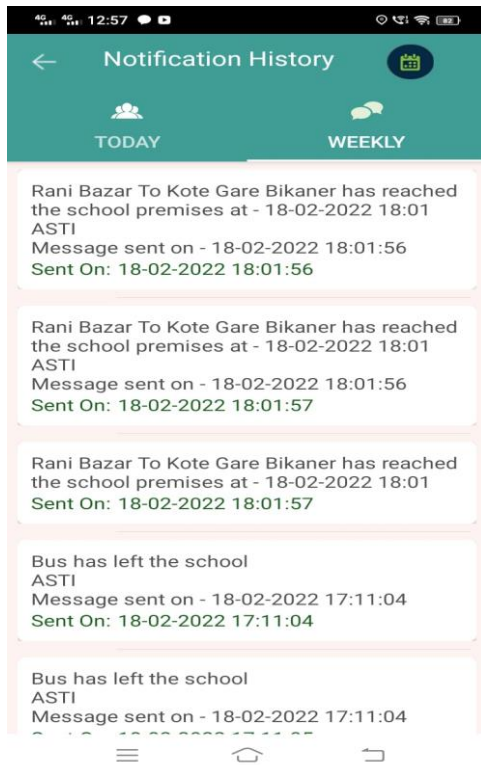 4G 4G 12:57 82
Notification History
TODAY WEEKLY
Rani Bazar To Kote Gare Bikaner has reached
the school premises at - 18-02-2022 18:01
ASTI
Message sent on - 18-02-2022 18:01:56
Sent On: 18-02-2022 18:01:56
Rani Bazar To Kote Gare Bikaner has reached
the school premises at - 18-02-2022 18:01
ASTI
Message sent on - 18-02-2022 18:01:56
Sent On: 18-02-2022 18:01:57
Rani Bazar To Kote Gare Bikaner has reached
the school premises at - 18-02-2022 18:01
Sent On: 18-02-2022 18:01:57
Bus has left the school
ASTI
Message sent on - 18-02-2022 17:11:04
Sent On: 18-02-2022 17:11:04
Bus has left the school
ASTI
Message sent on - 18-02-2022 17:11:04